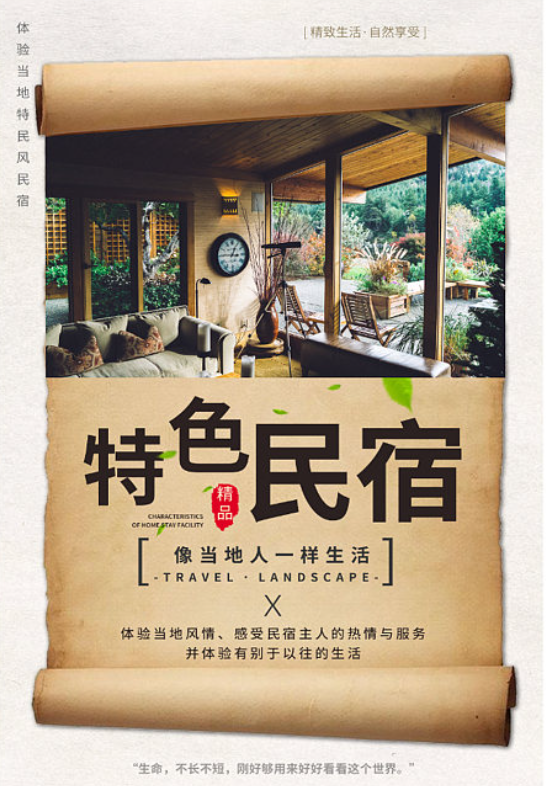 体验当地特民风民宿
[ 精致生活·自然享受 ]
特色民宿
精品
CHARACTERISTICS
OF HOME STAY FACILITY
像当地人一样生活
-TRAVEL · LANDSCAPE-
X
体验当地风情、感受民宿主人的热情与服务
并体验有别于以往的生活
“生命，不长不短，刚好够用来好好看看这个世界。”